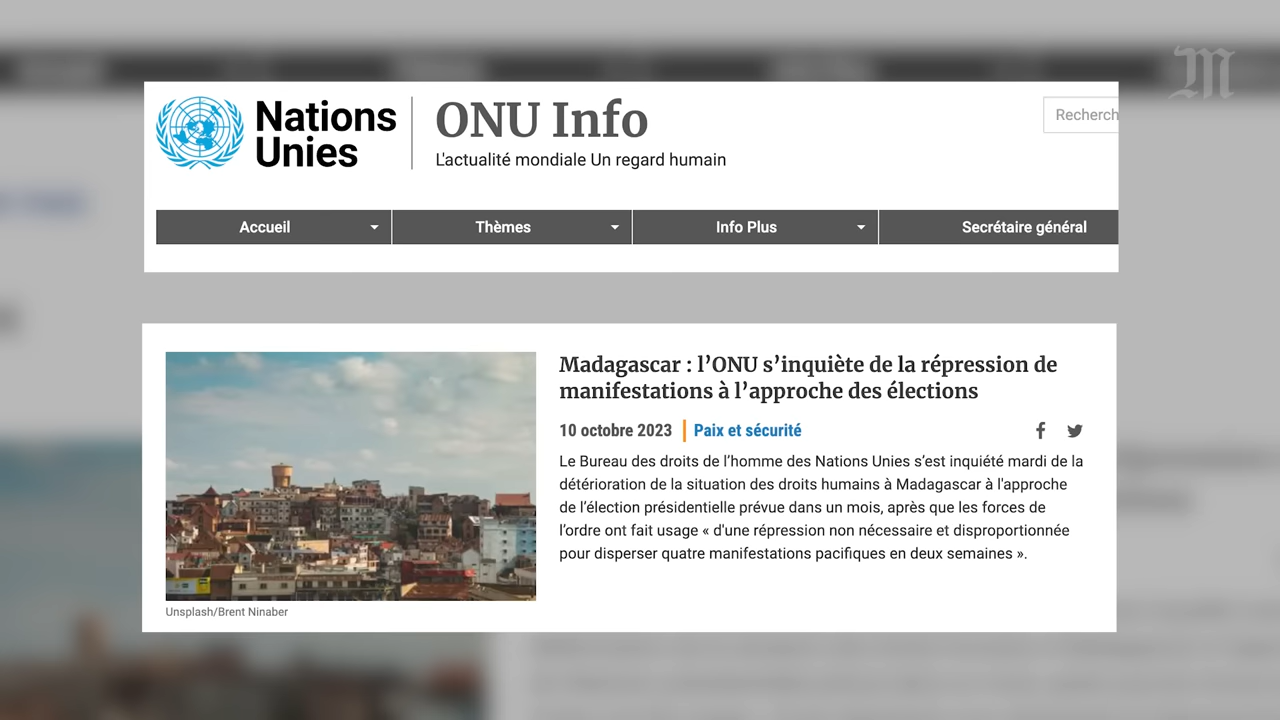 M
Nations
Unies
ONU Info
L'actualité mondiale Un regard humain
Recherch
Accueil
Thèmes
Info Plus
Secrétaire général
Madagascar : l’ONU s’inquiète de la répression de
manifestations à l’approche des élections
10 octobre 2023 Paix et sécurité
Le Bureau des droits de l’homme des Nations Unies s’est inquiété mardi de la
détérioration de la situation des droits humains à Madagascar à l'approche
de l’élection présidentielle prévue dans un mois, après que les forces de
l’ordre ont fait usage « d'une répression non nécessaire et disproportionnée
pour disperser quatre manifestations pacifiques en deux semaines ».
Unsplash/Brent Ninaber